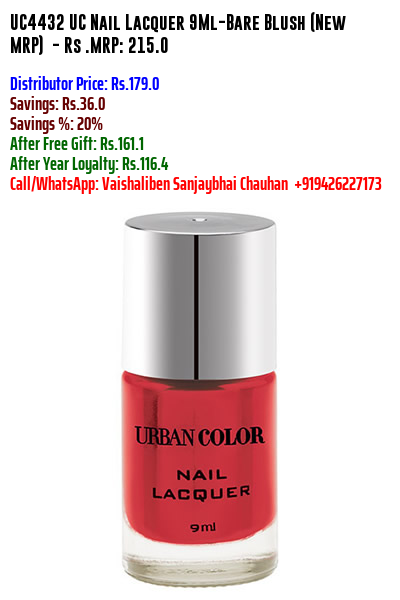 UC4432 UC Nail Lacquer 9Ml-Bare Blush (New
MRP)  - Rs .MRP: 215.0
Distributor Price: Rs.179.0
Savings: Rs.36.0
Savings %: 20%
After Free Gift: Rs.161.1
After Year Loyalty: Rs.116.4
Call/WhatsApp: Vaishaliben Sanjaybhai Chauhan  +919426227173
URBAN COLOR
NAIL
LACQUER
9ml